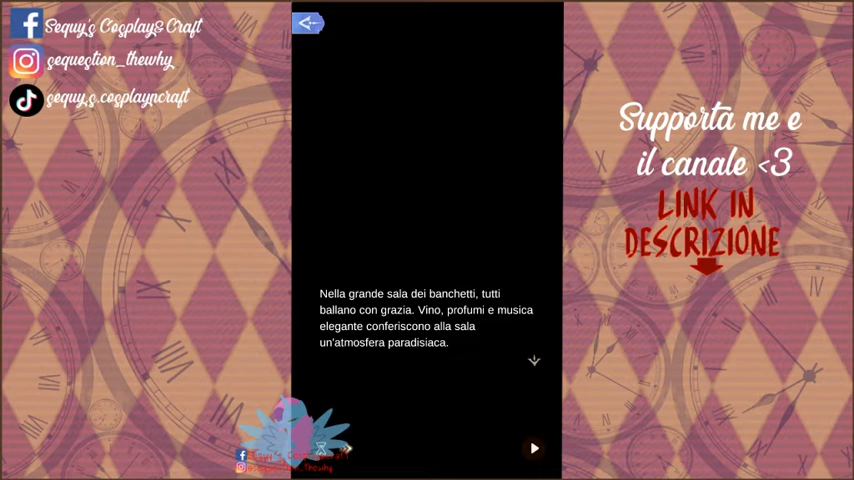 Sequy's Cosplay&Craft
sequestion_thewhy
sequy.s.cosplayncraft
Supporta me e
il canale <3
LINK IN
DESCRIZIONE
Nella grande sala dei banchetti, tutti
ballano con grazia. Vino, profumi e musica
elegante conferiscono alla sala
un'atmosfera paradisiaca.